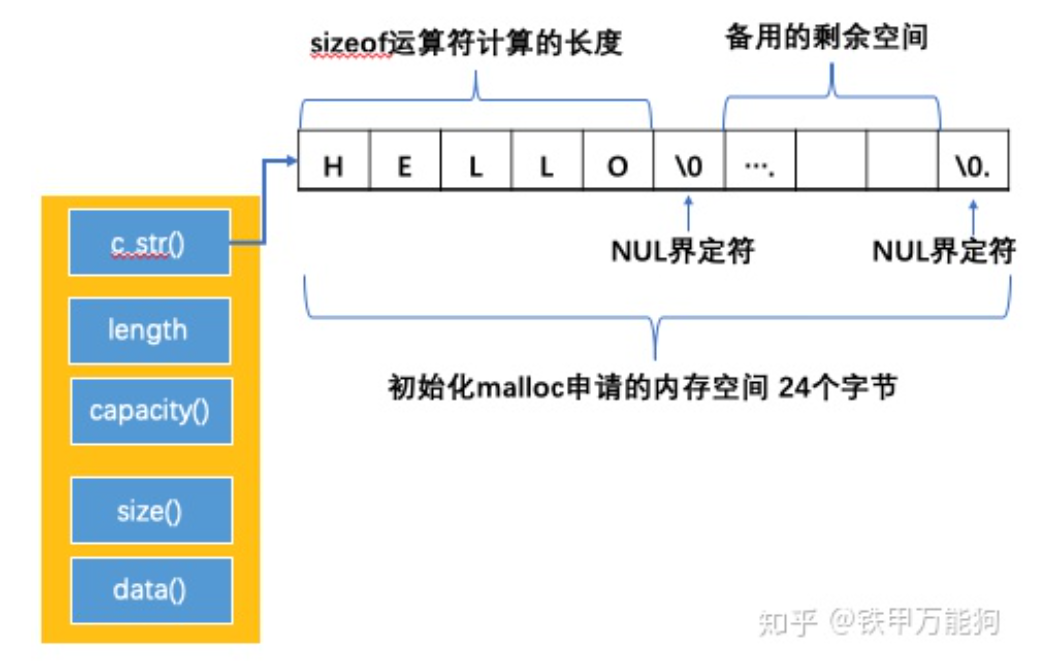 sizeof运算符计算的长度
备用的剩余空间
H E L L O \0 ···. \0.
NUL界定符 NUL界定符
初始化malloc申请的内存空间 24个字节
c_str()
length
capacity()
size()
data()
知乎 @铁甲万能狗